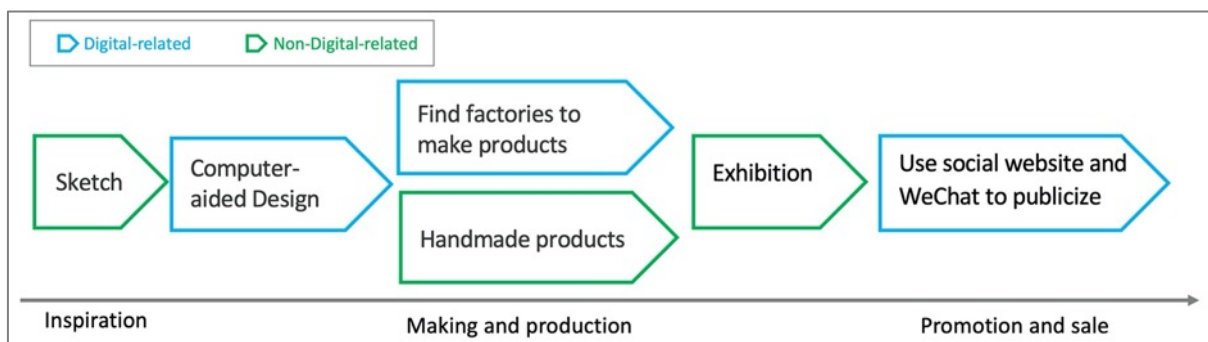 Digital-related
Non-Digital-related
Sketch
Computer-
aided Design
Find factories to
make products
Handmade products
Exhibition
Use social website and
WeChat to publicize
Inspiration
Making and production
Promotion and sale